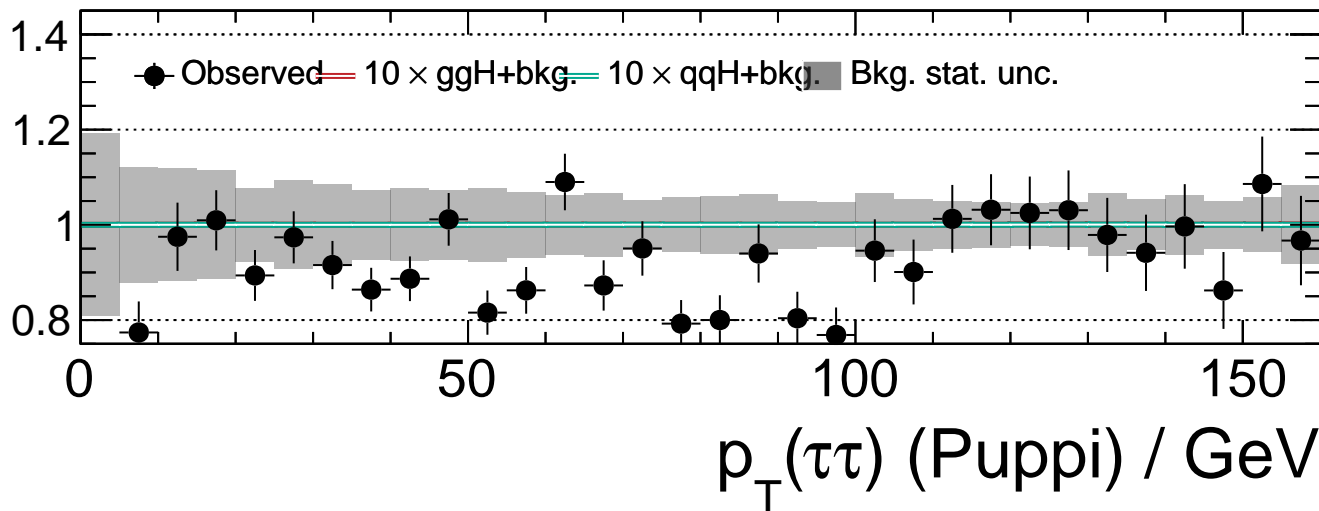 1.4
Observed 10 × ggH+bkg. 10 × qqH+bkg. Bkg. stat. unc.
1.2
1
0.8
0 50 100 150
p_T(ττ) (Puppi) / GeV